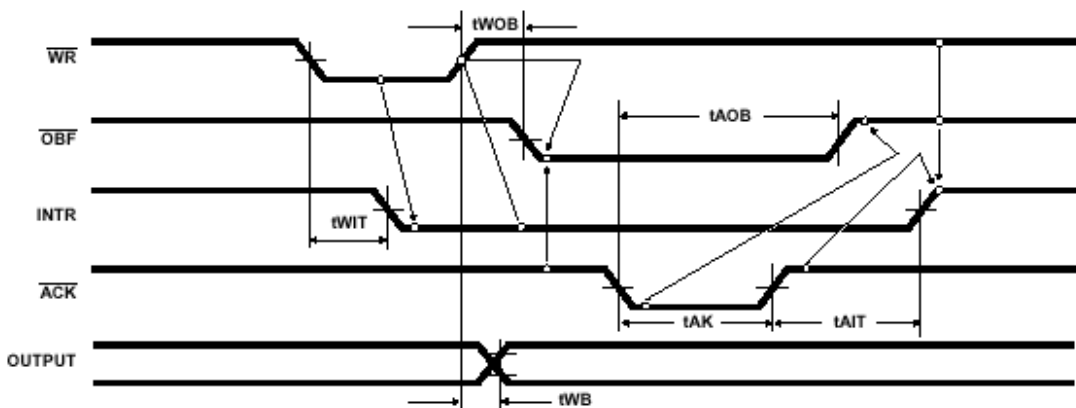 tWOB
WR
OBF
tAOB
INTR
tWIT
ACK
tAK
tAIT
OUTPUT
tWB